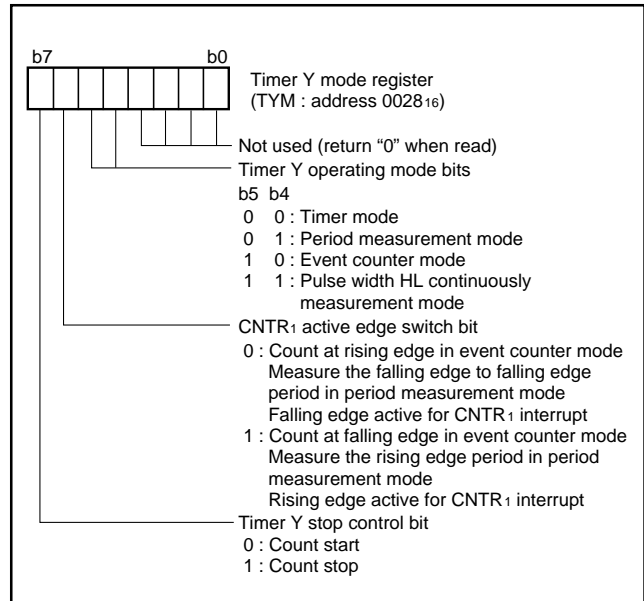 b7 b0
Timer Y mode register
(TYM : address 0028₁₆)
Not used (return “0” when read)
Timer Y operating mode bits
b5 b4
0 0 : Timer mode
0 1 : Period measurement mode
1 0 : Event counter mode
1 1 : Pulse width HL continuously
measurement mode
CNTR₁ active edge switch bit
0 : Count at rising edge in event counter mode
Measure the falling edge to falling edge
period in period measurement mode
Falling edge active for CNTR₁ interrupt
1 : Count at falling edge in event counter mode
Measure the rising edge period in period
measurement mode
Rising edge active for CNTR₁ interrupt
Timer Y stop control bit
0 : Count start
1 : Count stop